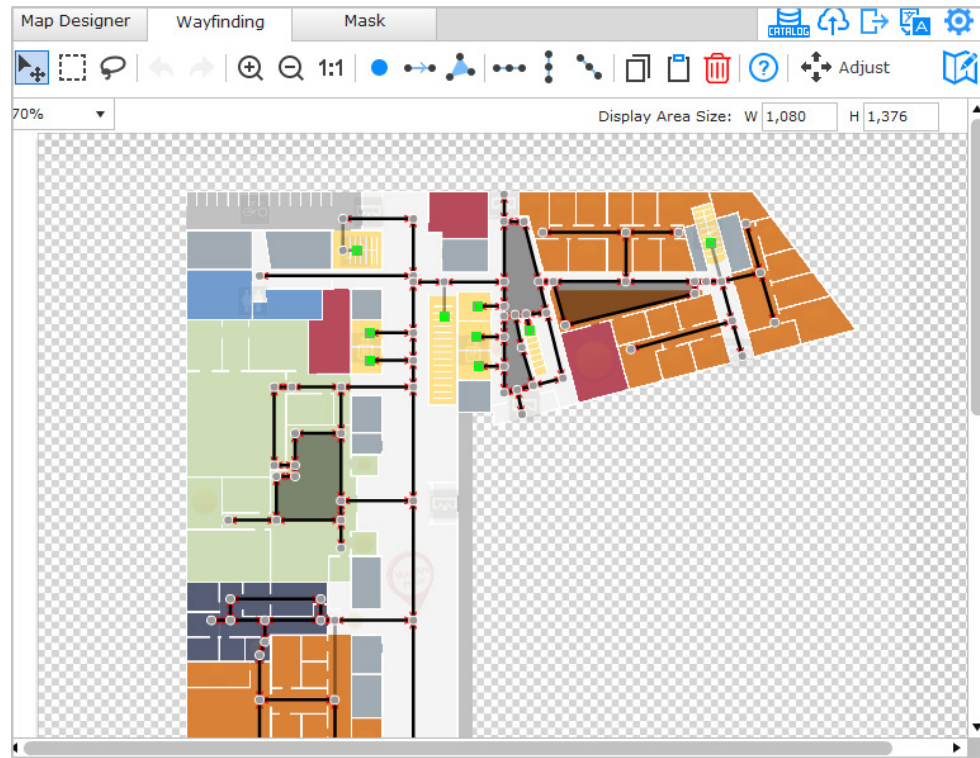 Map Designer
Wayfinding
Mask
CATALOG
1:1
Adjust
70%
Display Area Size: W 1,080 H 1,376